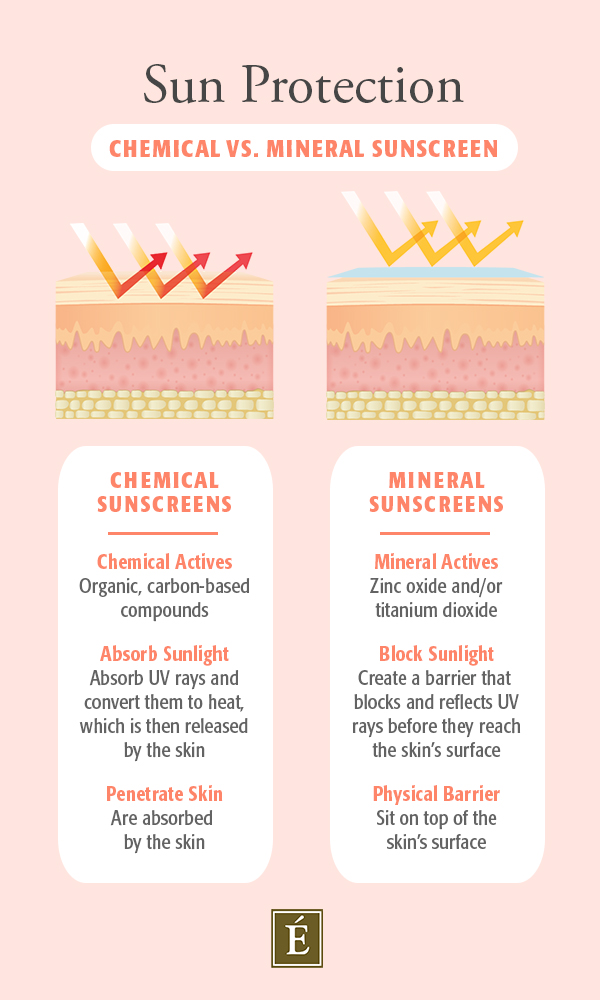 Sun Protection
CHEMICAL VS. MINERAL SUNSCREEN
CHEMICAL
SUNSCREENS
Chemical Actives
Organic, carbon-based
compounds
Absorb Sunlight
Absorb UV rays and
convert them to heat,
which is then released
by the skin
Penetrate Skin
Are absorbed
by the skin
MINERAL
SUNSCREENS
Mineral Actives
Zinc oxide and/or
titanium dioxide
Block Sunlight
Create a barrier that
blocks and reflects UV
rays before they reach
the skin's surface
Physical Barrier
Sit on top of the
skin's surface
É